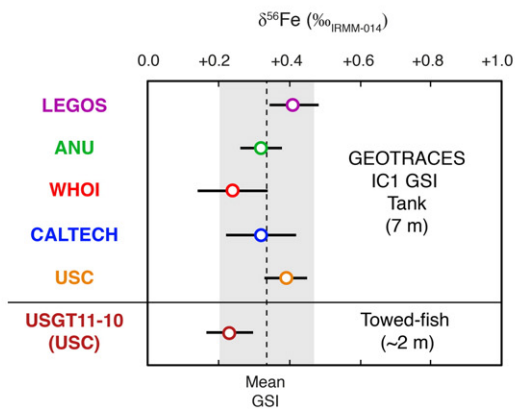 δ⁵⁶Fe (‰IRMM-014)
0.0 +0.2 +0.4 +0.6 +0.8 +1.0
LEGOS
ANU
WHOI
CALTECH
USC
GEOTRACES
IC1 GSI
Tank
(7 m)
USGT11-10
(USC)
Towed-fish
(~2 m)
Mean
GSI